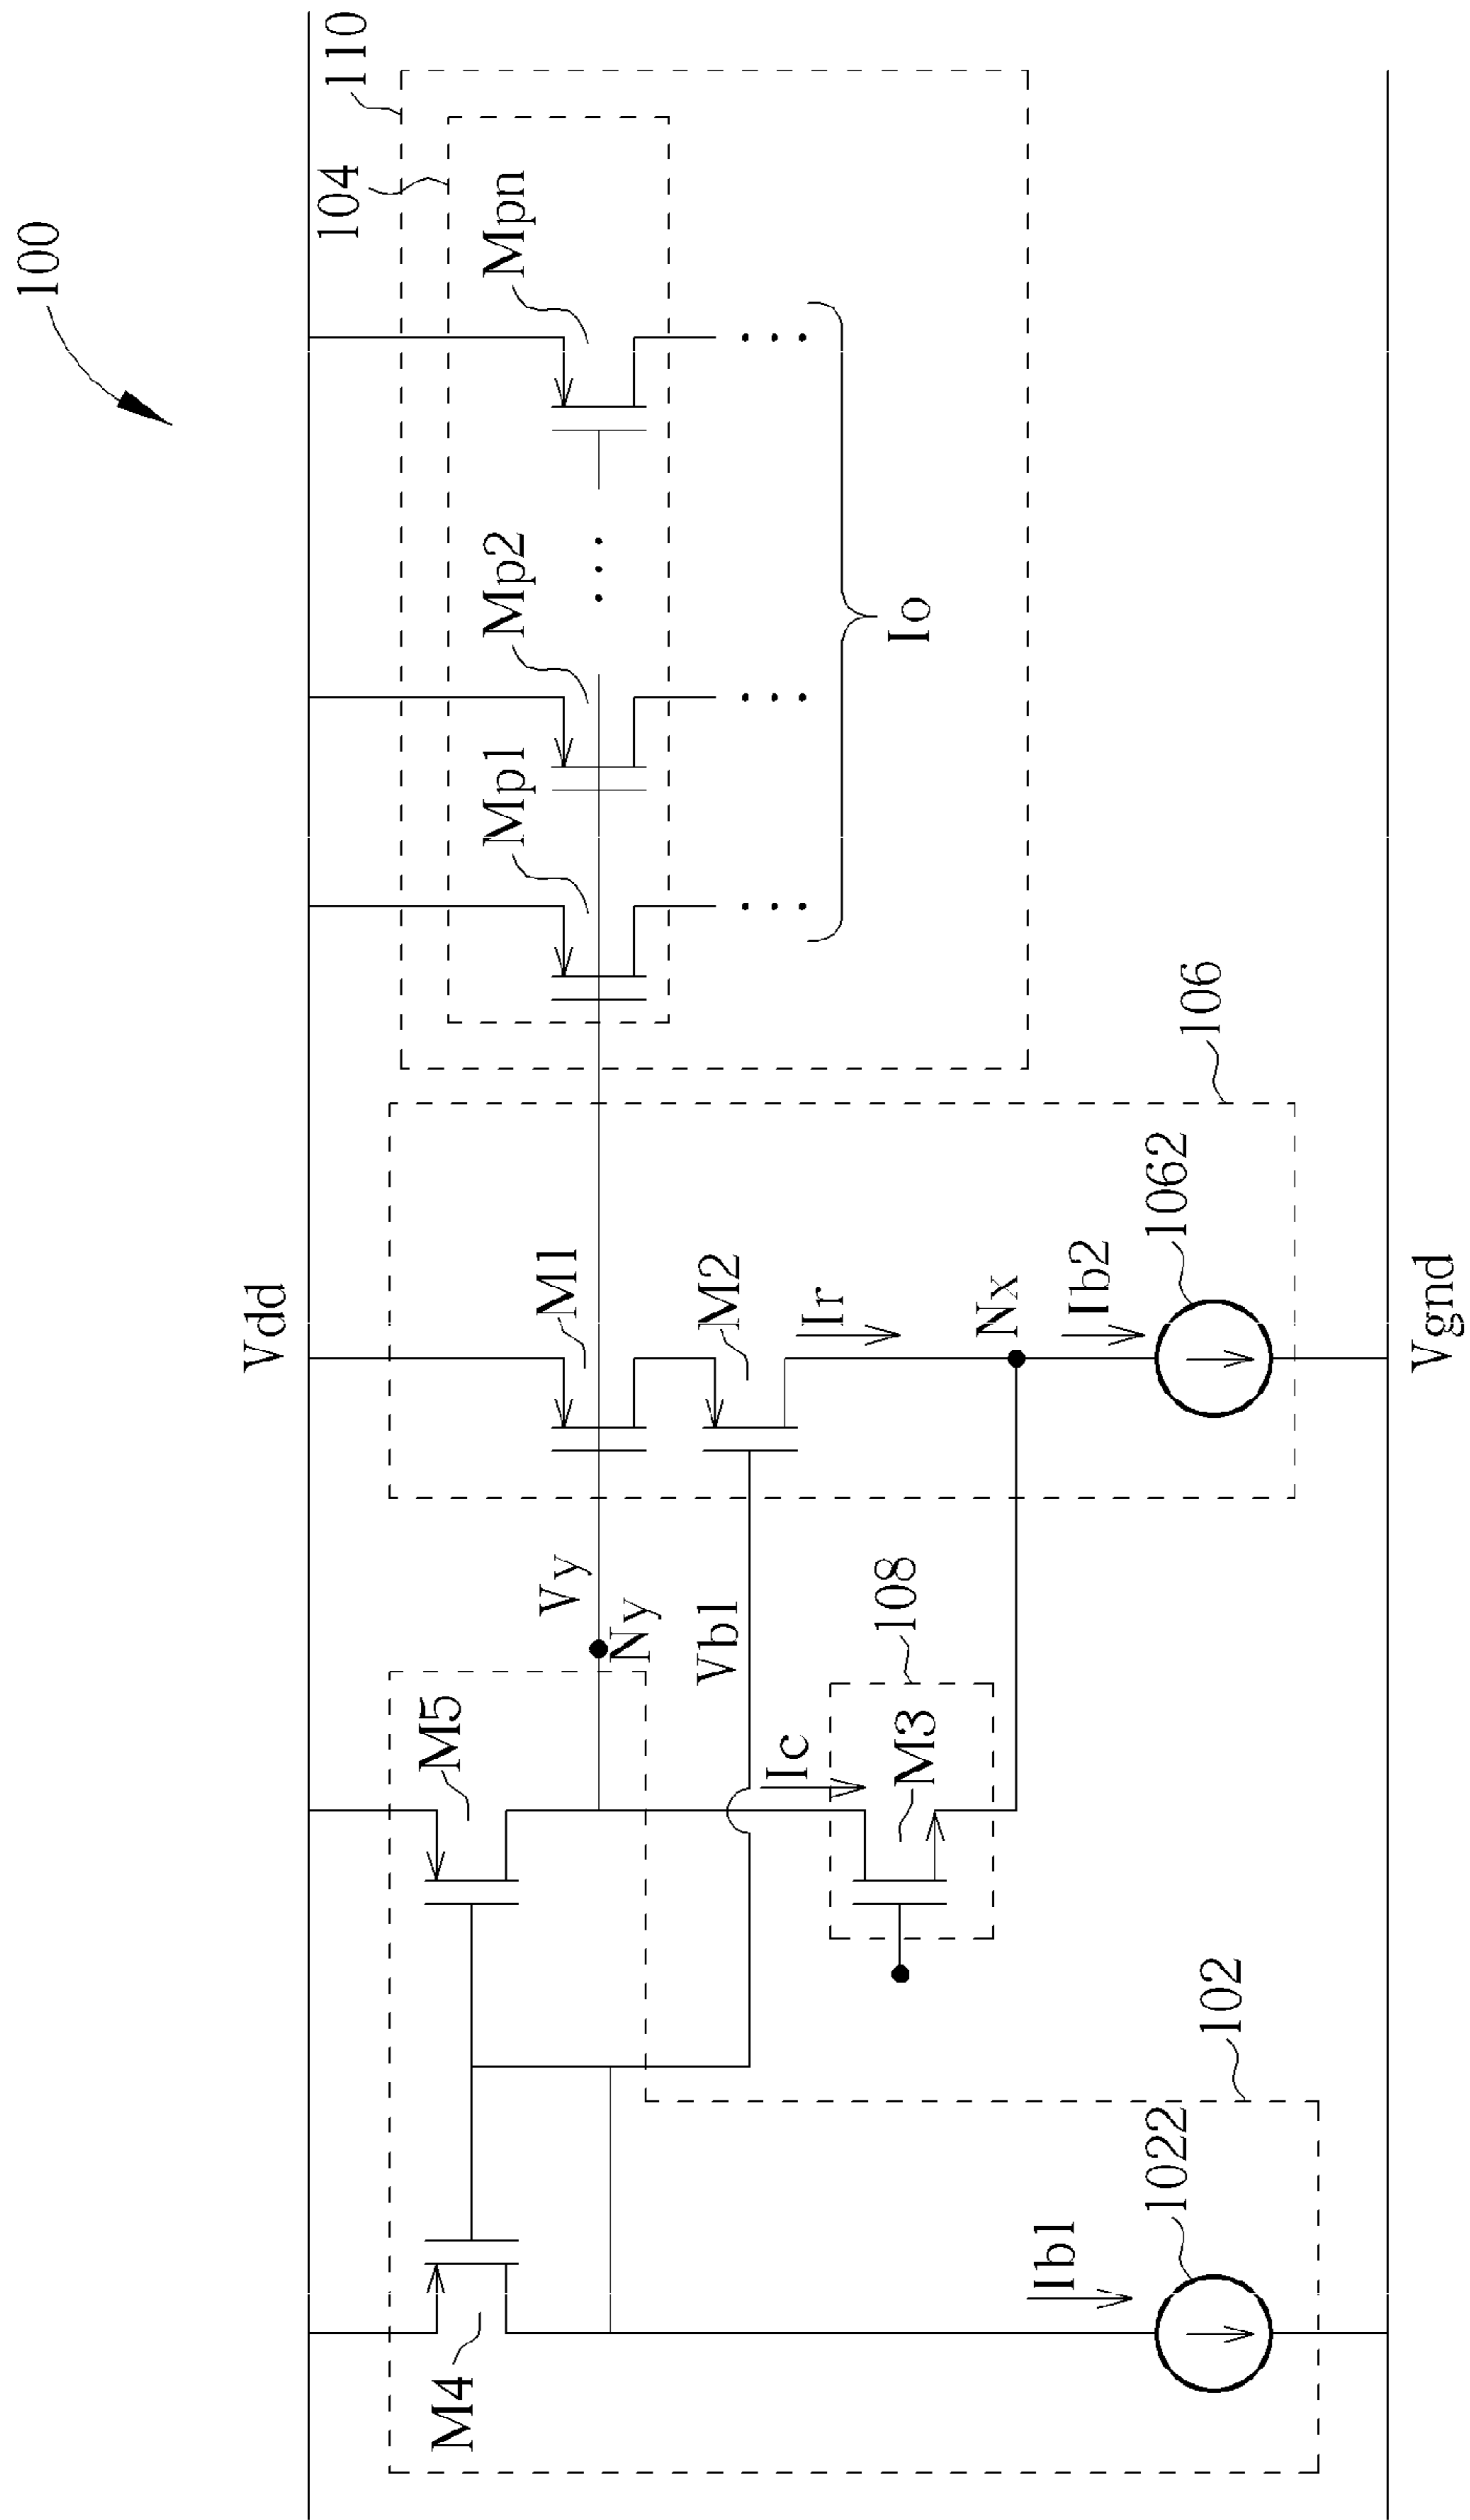 100
Vdd
110
104
M4
M5
Mp1
Mp2
Mpn
Vy
M1
Ny
Vb1
M2
Ic
Ir
108
M3
Io
Nx
Ib1
Ib2
1022
1062
102
106
Vgnd